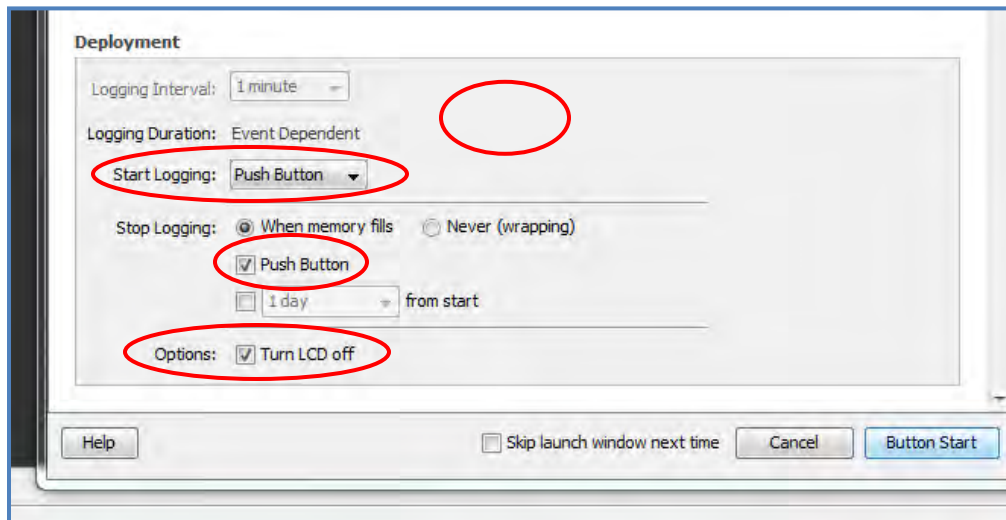 Deployment
Logging Interval: 1 minute
Logging Duration: Event Dependent
Start Logging: Push Button
Stop Logging: When memory fills Never (wrapping)
Push Button
1 day from start
Options: Turn LCD off
Help Skip launch window next time Cancel Button Start